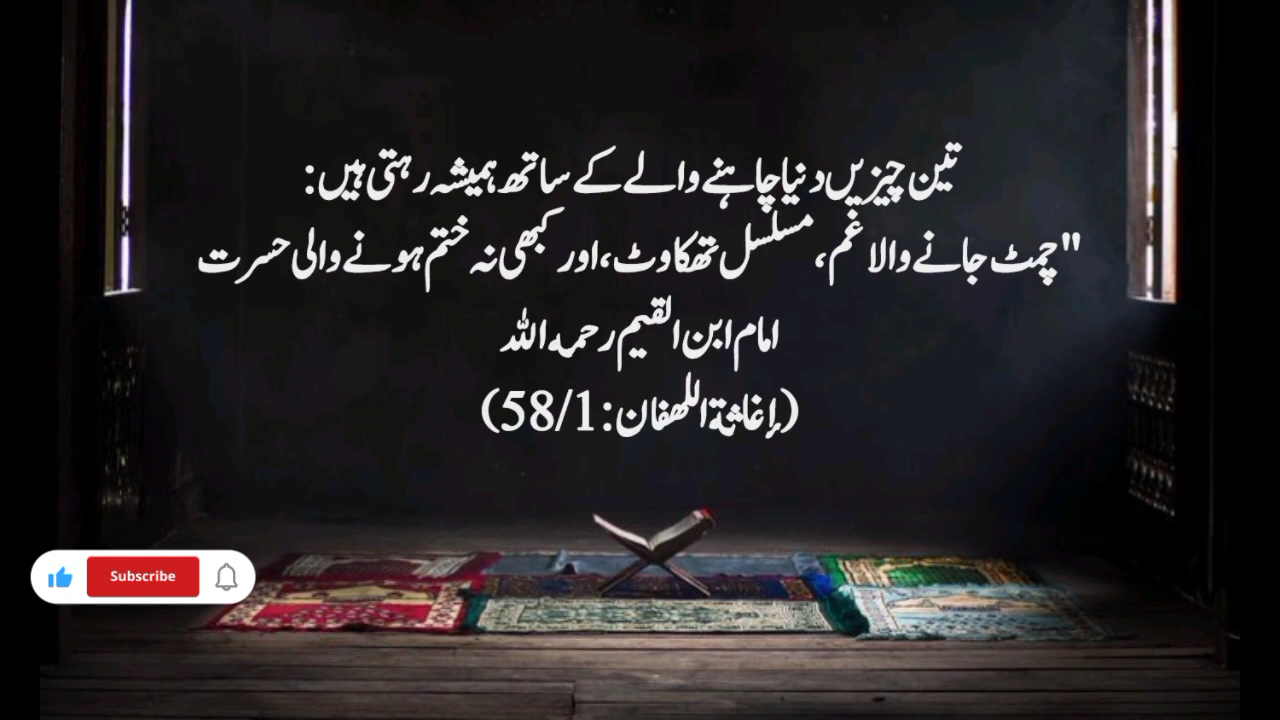 تین چیزیں دنیا چاہنے والے کے ساتھ ہمیشہ رہتی ہیں:
"چمٹ جانے والا غم، مسلسل تھکاوٹ، اور کبھی نہ ختم ہونے والی حسرت
امام ابن القیم رحمہ اللہ
(إغاثة اللھفان: 58/1)
Subscribe